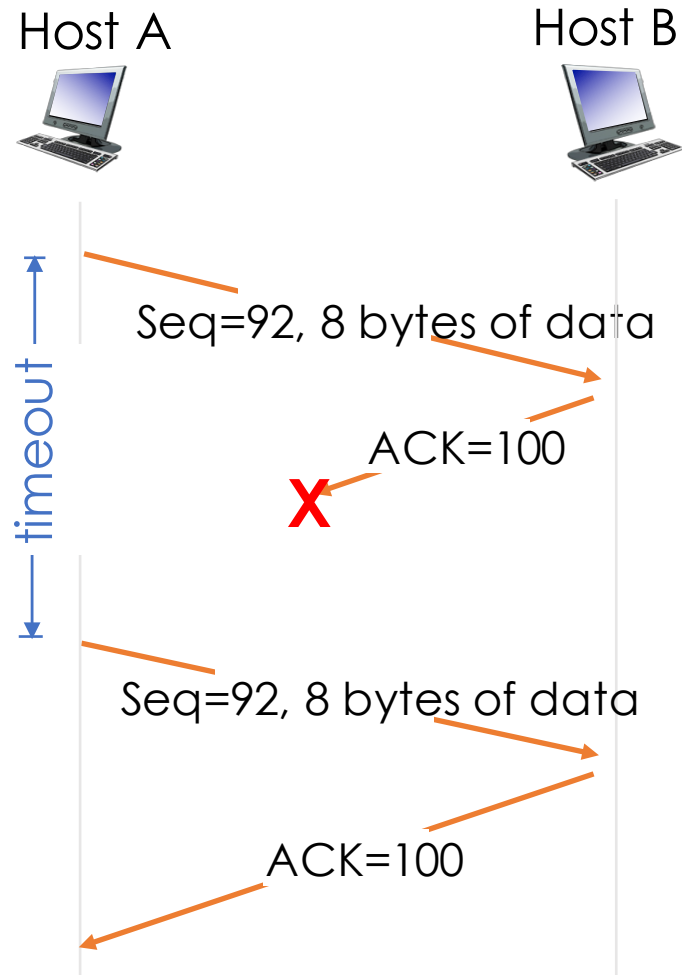 Host A
Host B
Seq=92, 8 bytes of data
ACK=100
X
timeout
Seq=92, 8 bytes of data
ACK=100